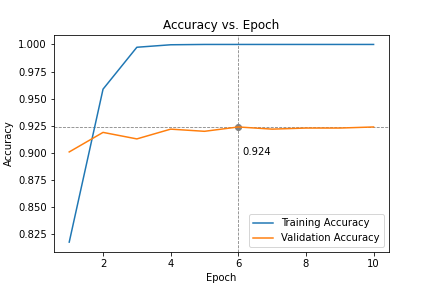 Accuracy vs. Epoch
1.000
0.975
0.950
0.925
0.900
0.875
0.850
0.825
Accuracy
0.924
Training Accuracy
Validation Accuracy
2 4 6 8 10
Epoch